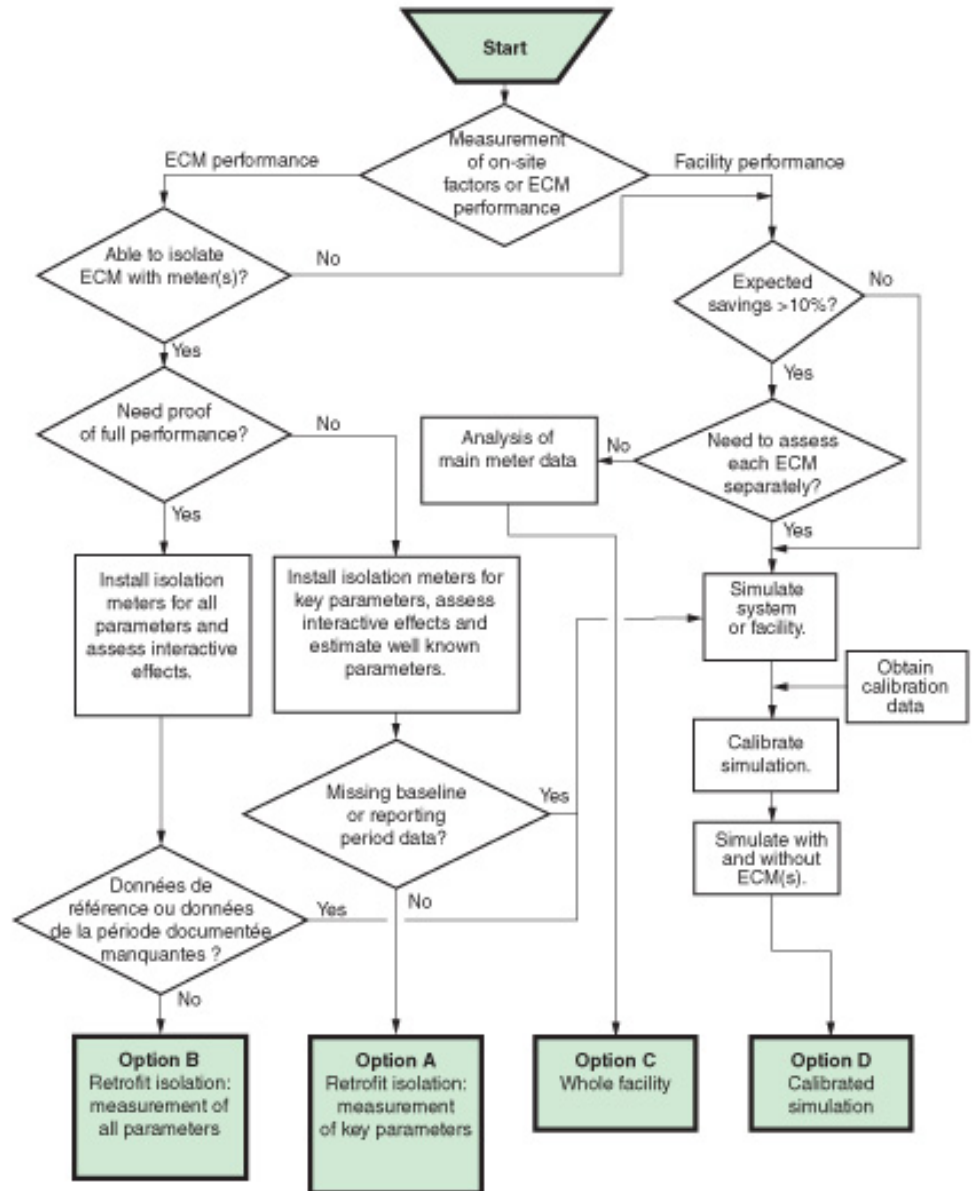 Start
Measurement
of on-site
factors or ECM
performance
ECM performance
Facility performance
Able to isolate
ECM with meter(s)?
No
Yes
Expected
savings >10%?
No
Yes
Need proof
of full performance?
No
Yes
Analysis of
main meter data
No
Need to assess
each ECM
separately?
Yes
Install isolation
meters for all
parameters and
assess interactive
effects.
Install isolation meters for
key parameters, assess
interactive effects and
estimate well known
parameters.
Simulate
system
or facility.
Obtain
calibration
data
Calibrate
simulation.
Missing baseline
or reporting
period data?
Yes
No
Simulate with
and without
ECM(s).
Données de
référence ou données
de la période documentée
manquantes ?
Yes
No
Option B
Retrofit isolation:
measurement of
all parameters
Option A
Retrofit isolation:
measurement
of key parameters
Option C
Whole facility
Option D
Calibrated
simulation